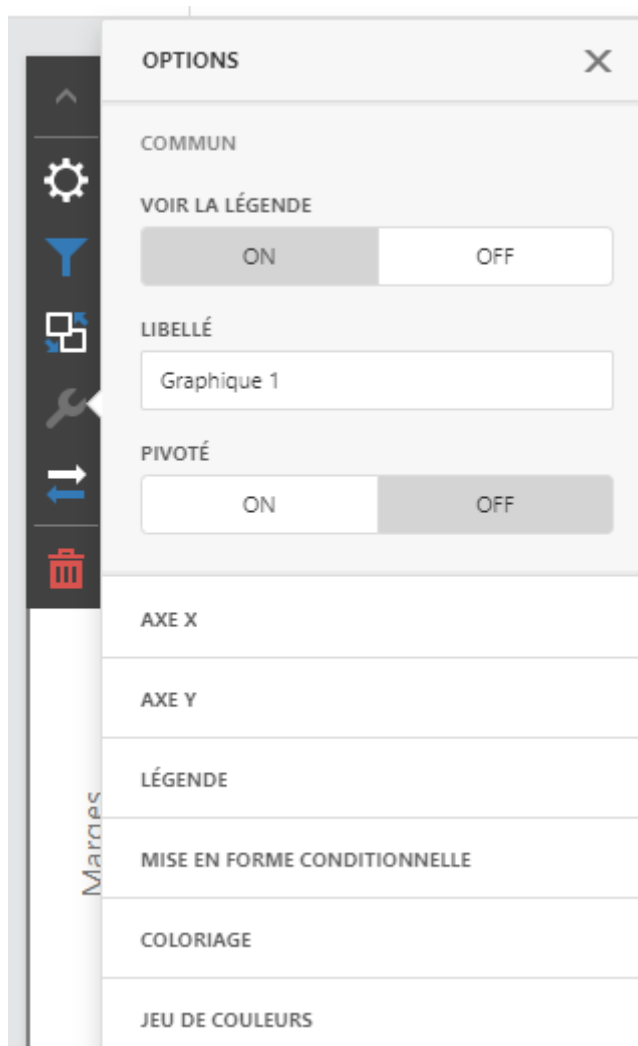 OPTIONS
COMMUN
VOIR LA LÉGENDE
ON OFF
LIBELLÉ
Graphique 1
PIVOTÉ
ON OFF
AXE X
AXE Y
LÉGENDE
Marges
MISE EN FORME CONDITIONNELLE
COLORIAGE
JEU DE COULEURS